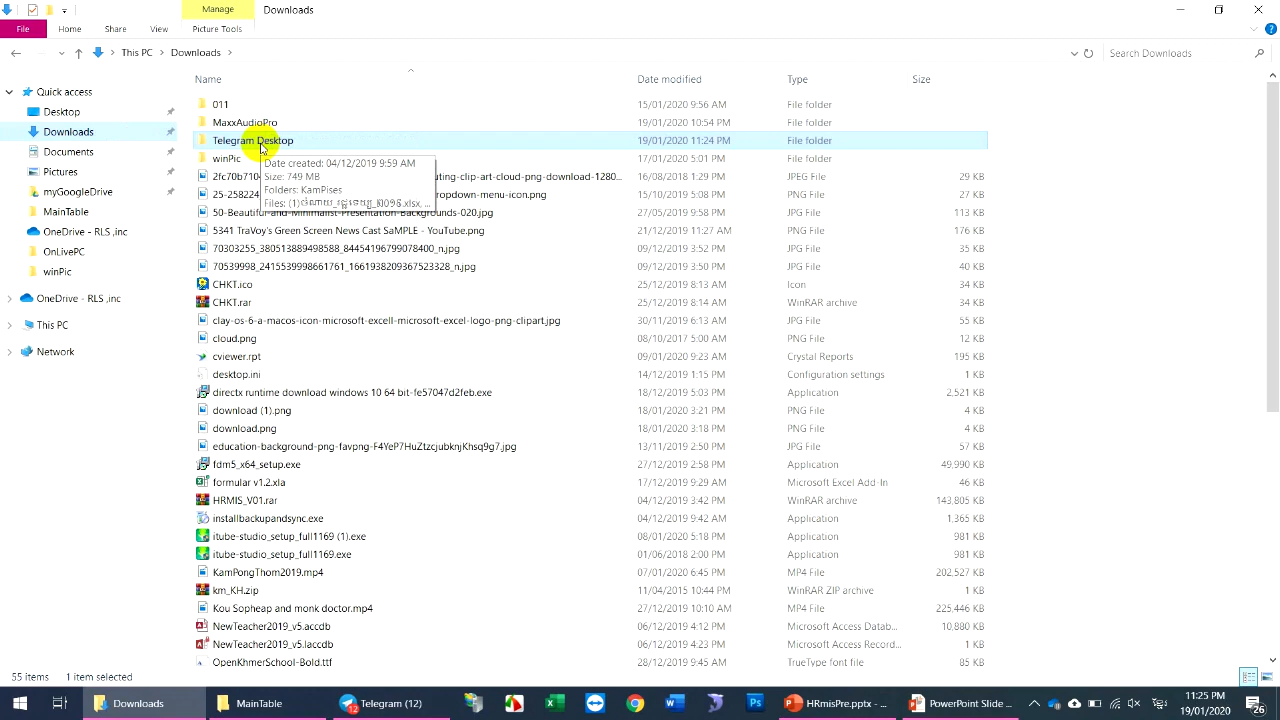 Manage
Downloads
File
Home
Share
View
Picture Tools
This PC
Downloads
Search Downloads
Name
Date modified
Type
Size
Quick access
Desktop
Downloads
Documents
Pictures
myGoogleDrive
MainTable
OneDrive - RLS ,inc
OnLivePC
winPic
OneDrive - RLS ,inc
This PC
Network
011 15/01/2020 9:56 AM File folder
MaxxAudioPro 19/01/2020 10:54 PM File folder
Telegram Desktop 19/01/2020 11:24 PM File folder
winPic 17/01/2020 5:01 PM File folder
Date created: 04/12/2019 9:59 AM
Size: 749 MB
Folders: KamPises
Files: (1)
.xlsx, ...
2fc70b7104 uting-clip-art-cloud-png-download-1280... 16/08/2018 1:29 PM JPEG File 29 KB
25-258224 ropdown-menu-icon.png 15/10/2019 5:08 PM PNG File 27 KB
50-Beautiful-and-Minimalist-Presentation-Backgrounds-020.jpg 27/05/2019 9:58 PM JPG File 113 KB
5341 TraVoy's Green Screen News Cast SaMPLE - YouTube.png 21/12/2019 11:27 AM PNG File 176 KB
70303255_380513889498588_84454196799078400_n.jpg 09/12/2019 3:52 PM JPG File 35 KB
70539998_2415539998661761_1661938209367523328_n.jpg 09/12/2019 3:50 PM JPG File 40 KB
CHKT.ico 25/12/2019 8:13 AM Icon 34 KB
CHKT.rar 25/12/2019 8:14 AM WinRAR archive 34 KB
clay-os-6-a-macos-icon-microsoft-excell-microsoft-excel-logo-png-clipart.jpg 30/11/2019 6:13 AM JPG File 55 KB
cloud.png 08/10/2017 5:00 AM PNG File 12 KB
cviewer.rpt 09/01/2020 9:23 AM Crystal Reports 195 KB
desktop.ini 14/12/2019 1:15 PM Configuration settings 1 KB
directx runtime download windows 10 64 bit-fe57047d2feb.exe 18/12/2019 5:03 PM Application 2,521 KB
download (1).png 18/01/2020 3:21 PM PNG File 4 KB
download.png 18/01/2020 3:18 PM PNG File 4 KB
education-background-png-favpng-F4YeP7HuZtzcjubknjKhsq9g7.jpg 13/11/2019 2:50 PM JPG File 57 KB
fdm5_x64_setup.exe 27/12/2019 2:58 PM Application 49,990 KB
formular v1.2.xla 17/12/2019 9:29 AM Microsoft Excel Add-In 46 KB
HRMIS_V01.rar 04/12/2019 3:42 PM WinRAR archive 143,805 KB
installbackupandsync.exe 04/12/2019 9:42 AM Application 1,365 KB
itube-studio_setup_full1169 (1).exe 08/01/2020 5:18 PM Application 981 KB
itube-studio_setup_full1169.exe 01/06/2018 2:00 PM Application 981 KB
KamPongThom2019.mp4 07/01/2020 6:45 PM MP4 File 202,527 KB
km_KH.zip 11/04/2015 10:44 PM WinRAR ZIP archive 1 KB
Kou Sopheap and monk doctor.mp4 27/12/2019 10:10 AM MP4 File 225,446 KB
NewTeacher2019_v5.accdb 06/12/2019 4:12 PM Microsoft Access Datab... 10,880 KB
NewTeacher2019_v5.laccdb 06/12/2019 4:23 PM Microsoft Access Record... 1 KB
OpenKhmerSchool-Bold.ttf 28/12/2019 9:45 AM TrueType font file 85 KB
55 items 1 item selected
Downloads
MainTable
12
Telegram (12)
HRmisPre.pptx - ...
PowerPoint Slide ...
11:25 PM
19/01/2020
26